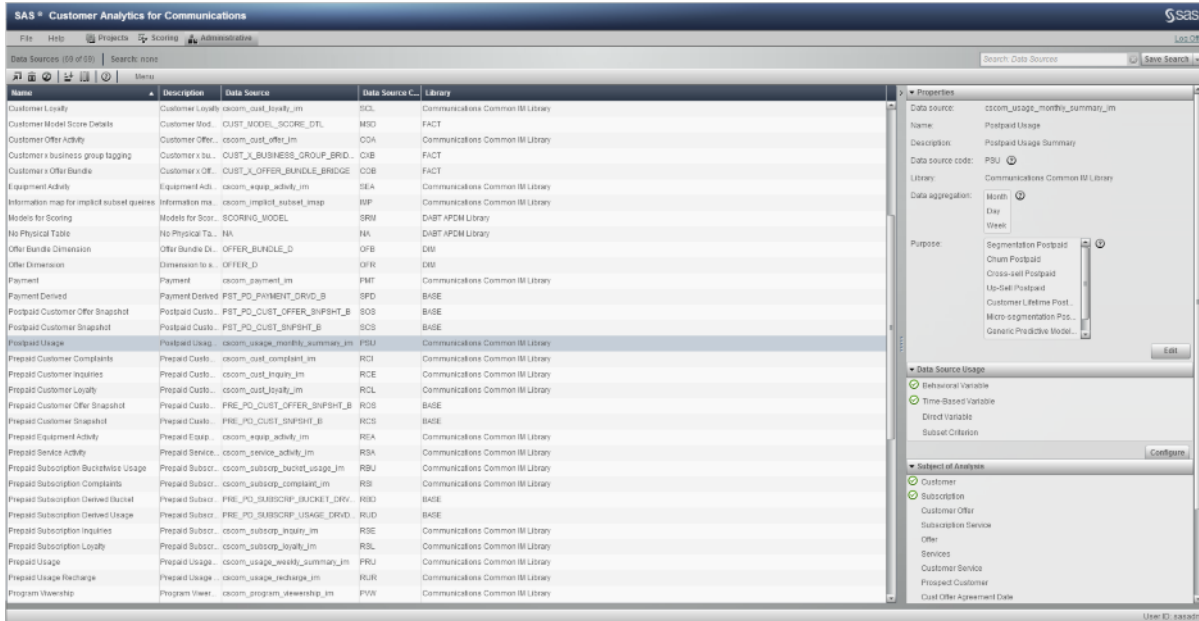 SAS ® Customer Analytics for Communications
sas
File Help Projects Scoring Administrative
Log Off
Data Sources (69 of 69) Search: none
Search: Data Sources Save Search
Menu
Name Description Data Source Data Source C... Library
Customer Loyalty Customer Loyalty cscom_cust_loyalty_im SCL Communications Common IM Library
Customer Model Score Details Customer Mod... CUST_MODEL_SCORE_DTL MSD FACT
Customer Offer Activity Customer Offer... cscom_cust_offer_im COA Communications Common IM Library
Customer x business group tagging Customer x bu... CUST_X_BUSINESS_GROUP_BRID... CXB FACT
Customer x Offer Bundle Customer x Off... CUST_X_OFFER_BUNDLE_BRIDGE COB FACT
Equipment Activity Equipment Acti... cscom_equip_activity_im SEA Communications Common IM Library
Information map for implicit subset queires Information ma... cscom_implicit_subset_imap IMP Communications Common IM Library
Models for Scoring Models for Scor... SCORING_MODEL SRM DABT APDM Library
No Physical Table No Physical Ta... NA NA DABT APDM Library
Offer Bundle Dimension Offer Bundle Di... OFFER_BUNDLE_D OFB DIM
Offer Dimension Dimension to s... OFFER_D OFR DIM
Payment Payment cscom_payment_im PMT Communications Common IM Library
Payment Derived Payment Derived PST_PD_PAYMENT_DRVD_B SPD BASE
Postpaid Customer Offer Snapshot Postpaid Custo... PST_PD_CUST_OFFER_SNPSHT_B SOS BASE
Postpaid Customer Snapshot Postpaid Custo... PST_PD_CUST_SNPSHT_B SCS BASE
Postpaid Usage Postpaid Usag... cscom_usage_monthly_summary_im PSU Communications Common IM Library
Prepaid Customer Complaints Prepaid Custo... cscom_cust_complaint_im RCI Communications Common IM Library
Prepaid Customer Inquiries Prepaid Custo... cscom_cust_inquiry_im RCE Communications Common IM Library
Prepaid Customer Loyalty Prepaid Custo... cscom_cust_loyalty_im RCL Communications Common IM Library
Prepaid Customer Offer Snapshot Prepaid Custo... PRE_PD_CUST_OFFER_SNPSHT_B ROS BASE
Prepaid Customer Snapshot Prepaid Custo... PRE_PD_CUST_SNPSHT_B RCS BASE
Prepaid Equipment Activity Prepaid Equip... cscom_equip_activity_im REA Communications Common IM Library
Prepaid Service Activity Prepaid Service... cscom_service_activity_im RSA Communications Common IM Library
Prepaid Subscription Bucketwise Usage Prepaid Subscr... cscom_subscrp_bucket_usage_im RBU Communications Common IM Library
Prepaid Subscription Complaints Prepaid Subscr... cscom_subscrp_complaint_im RSI Communications Common IM Library
Prepaid Subscription Derived Bucket Prepaid Subscr... PRE_PD_SUBSCRP_BUCKET_DRV... RBD BASE
Prepaid Subscription Derived Usage Prepaid Subscr... PRE_PD_SUBSCRP_USAGE_DRVD... RUD BASE
Prepaid Subscription Inquiries Prepaid Subscr... cscom_subscrp_inquiry_im RSE Communications Common IM Library
Prepaid Subscription Loyalty Prepaid Subscr... cscom_subscrp_loyalty_im RSL Communications Common IM Library
Prepaid Usage Prepaid Usage... cscom_usage_weekly_summary_im PRU Communications Common IM Library
Prepaid Usage Recharge Prepaid Usage... cscom_usage_recharge_im RUR Communications Common IM Library
Program Viwership Program Viwer... cscom_program_viewership_im PVW Communications Common IM Library
Properties
Data source: cscom_usage_monthly_summary_im
Name: Postpaid Usage
Description: Postpaid Usage Summary
Data source code: PSU
Library: Communications Common IM Library
Data aggregation: Month
Day
Week
Purpose: Segmentation Postpaid
Churn Postpaid
Cross-sell Postpaid
Up-Sell Postpaid
Customer Lifetime Post...
Micro-segmentation Pos...
Generic Predictive Model...
Edit
Data Source Usage
Behavioral Variable
Time-Based Variable
Direct Variable
Subset Criterion
Configure
Subject of Analysis
Customer
Subscription
Customer Offer
Subscription Service
Offer
Services
Customer Service
Prospect Customer
Cust Offer Agreement Date
User ID: sasadm